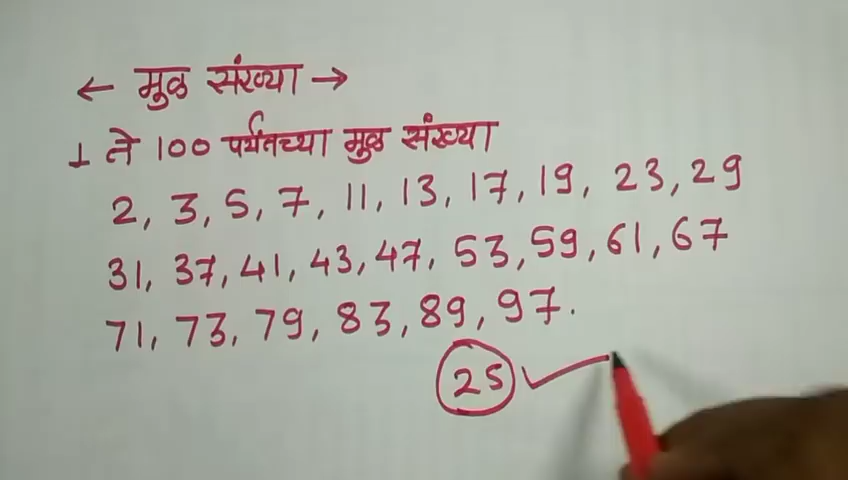 ← मुळ संख्या →
1 ते 100 पर्यंतच्या मुळ संख्या
2, 3, 5, 7, 11, 13, 17, 19, 23, 29
31, 37, 41, 43, 47, 53, 59, 61, 67
71, 73, 79, 83, 89, 97.
25